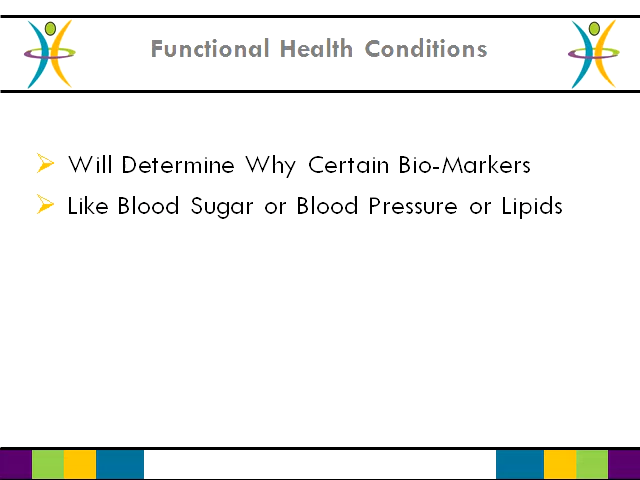 Functional Health Conditions
Will Determine Why Certain Bio-Markers
Like Blood Sugar or Blood Pressure or Lipids